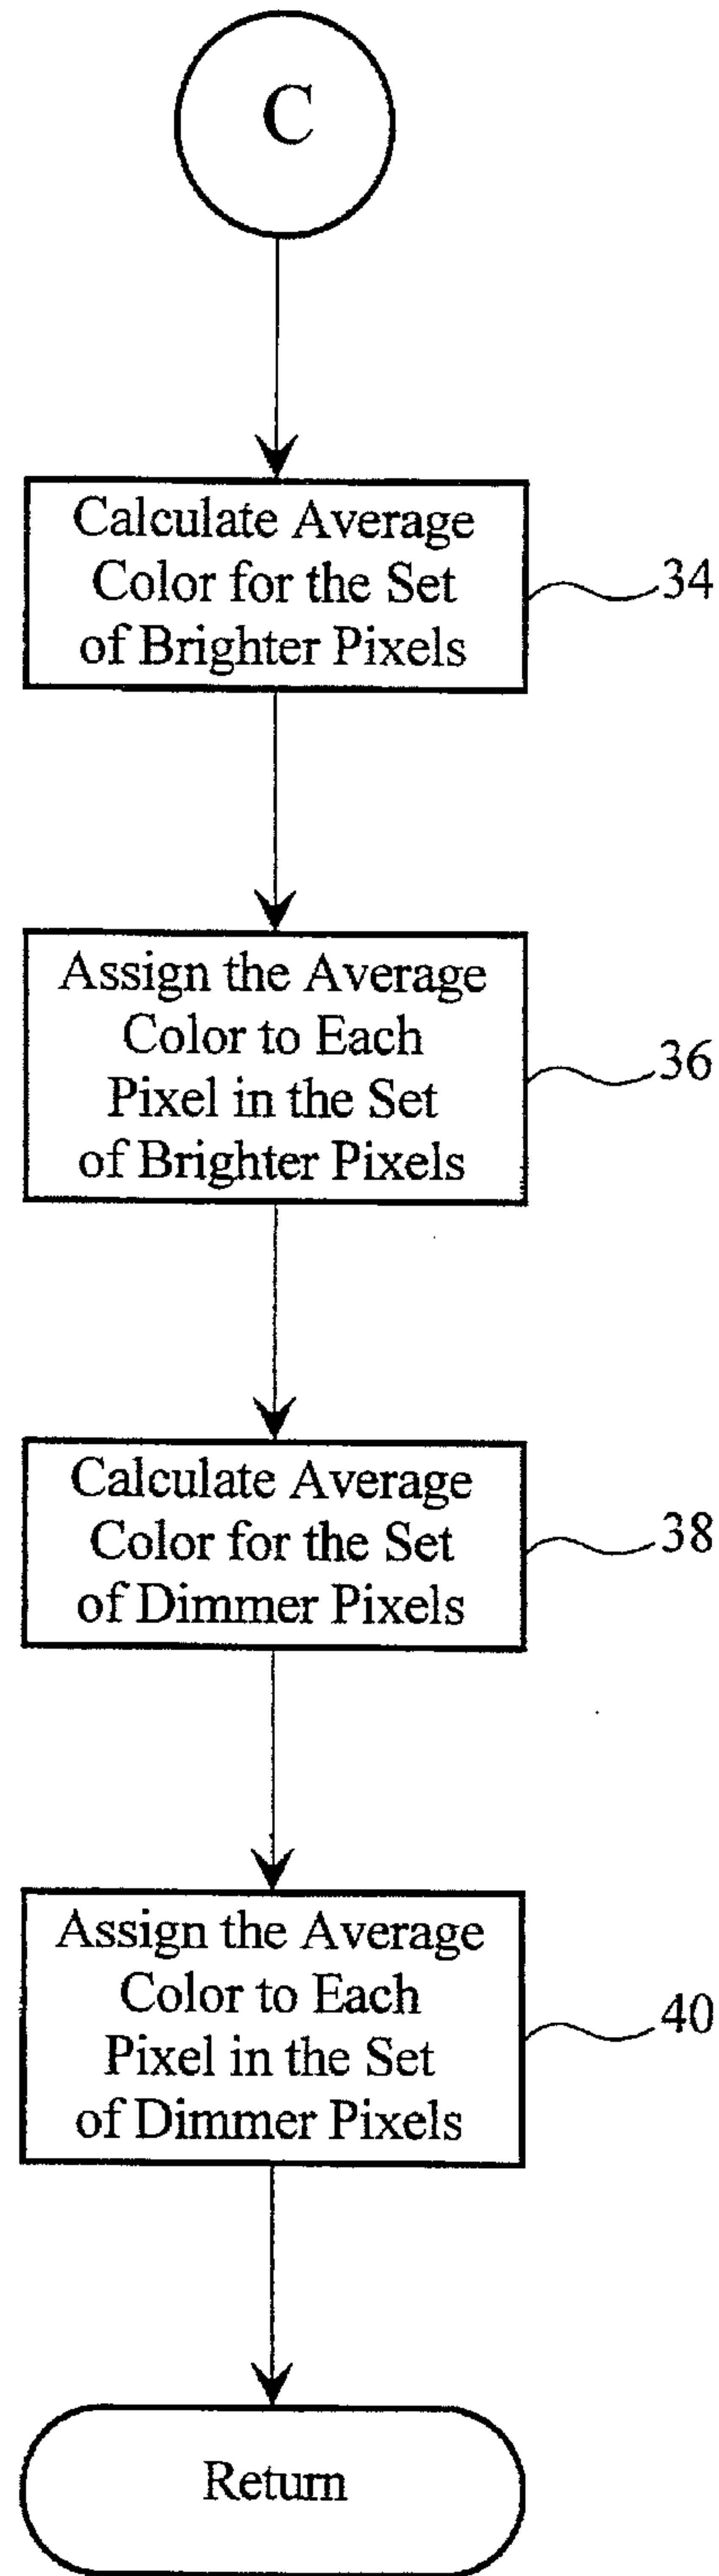 C
Calculate Average
Color for the Set
of Brighter Pixels
34
Assign the Average
Color to Each
Pixel in the Set
of Brighter Pixels
36
Calculate Average
Color for the Set
of Dimmer Pixels
38
Assign the Average
Color to Each
Pixel in the Set
of Dimmer Pixels
40
Return